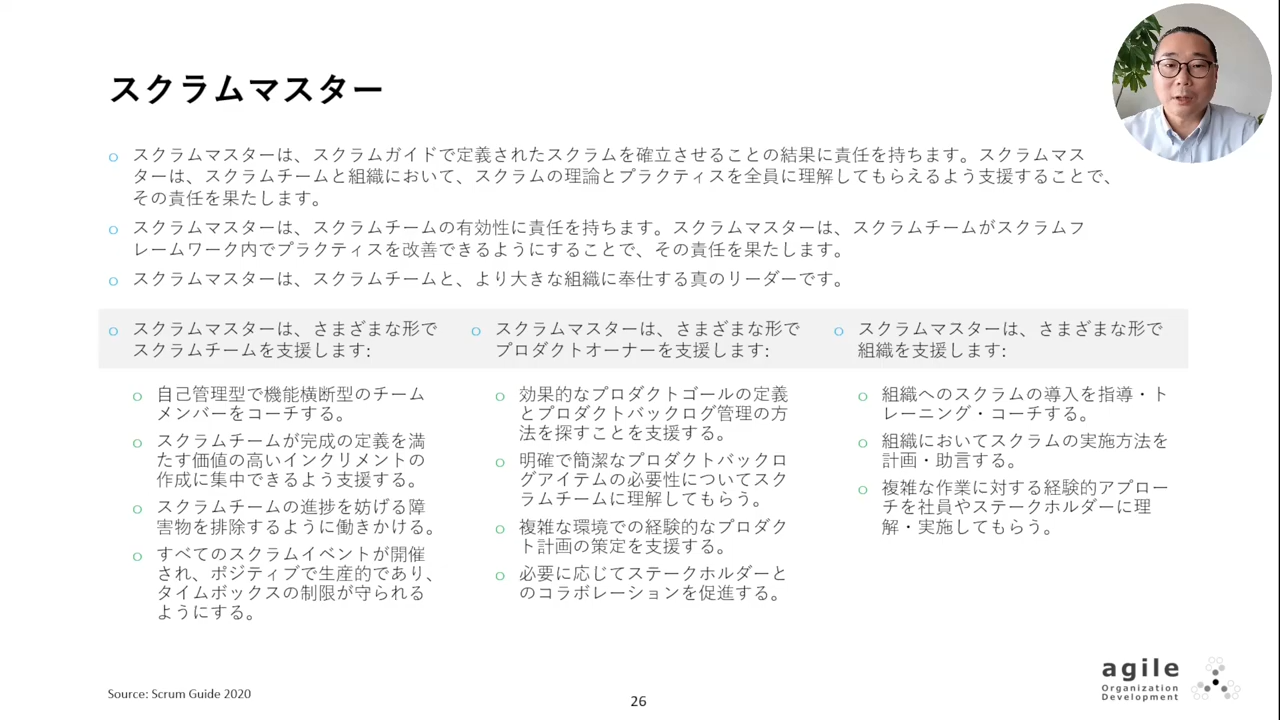 スクラムマスター
スクラムマスターは、スクラムガイドで定義されたスクラムを確立させることの結果に責任を持ちます。スクラムマス
ターは、スクラムチームと組織において、スクラムの理論とプラクティスを全員に理解してもらえるよう支援することで、
その責任を果たします。
スクラムマスターは、スクラムチームの有効性に責任を持ちます。スクラムマスターは、スクラムチームがスクラムフ
レームワーク内でプラクティスを改善できるようにすることで、その責任を果たします。
スクラムマスターは、スクラムチームと、より大きな組織に奉仕する真のリーダーです。
スクラムマスターは、さまざまな形で
スクラムチームを支援します:
自己管理型で機能横断型のチーム
メンバーをコーチする。
スクラムチームが完成の定義を満
たす価値の高いインクリメントの
作成に集中できるよう支援する。
スクラムチームの進捗を妨げる障
害物を排除するように働きかける。
すべてのスクラムイベントが開催
され、ポジティブで生産的であり、
タイムボックスの制限が守られる
ようにする。
スクラムマスターは、さまざまな形で
プロダクトオーナーを支援します:
効果的なプロダクトゴールの定義
とプロダクトバックログ管理の方
法を探すことを支援する。
明確で簡潔なプロダクトバックロ
グアイテムの必要性についてスク
ラムチームに理解してもらう。
複雑な環境での経験的なプロダク
ト計画の策定を支援する。
必要に応じてステークホルダーと
のコラボレーションを促進する。
スクラムマスターは、さまざまな形で
組織を支援します:
組織へのスクラムの導入を指導・ト
レーニング・コーチする。
組織においてスクラムの実施方法を
計画・助言する。
複雑な作業に対する経験的アプロー
チを社員やステークホルダーに理
解・実施してもらう。
Source: Scrum Guide 2020
26
agile
Organization
Development